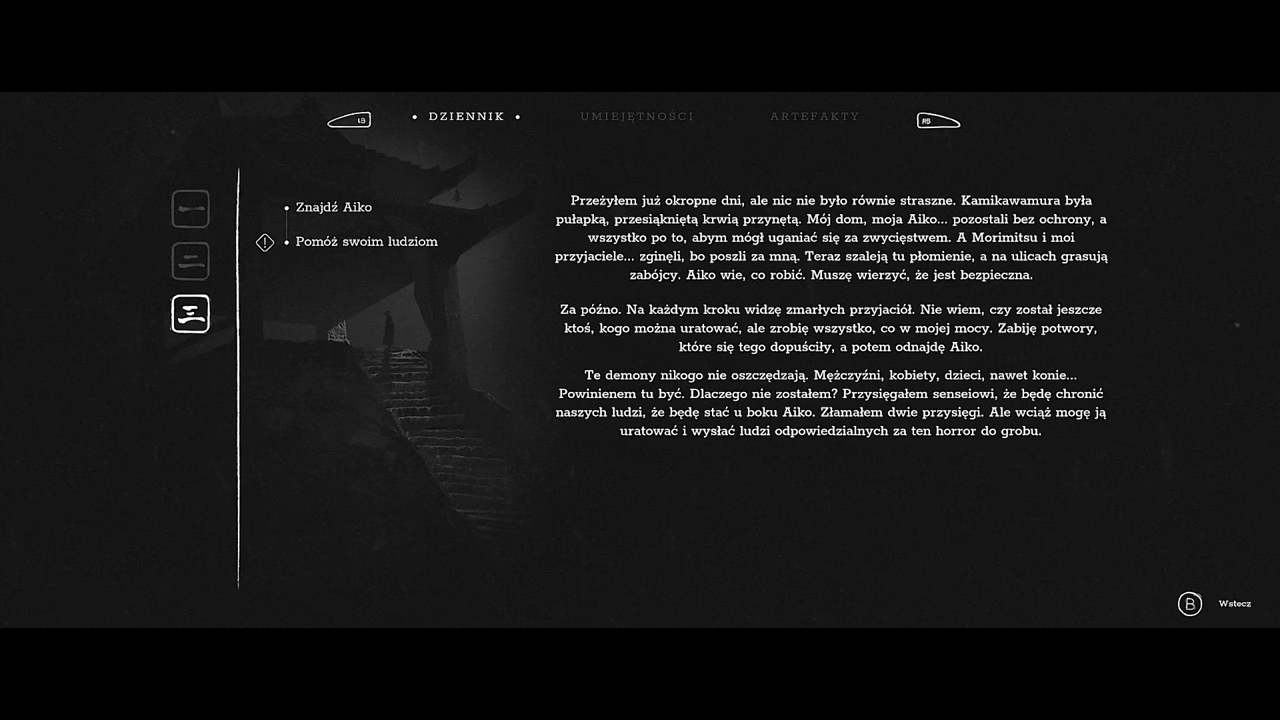 LB
DZIENNIK
UMIEJĘTNOŚCI
ARTEFAKTY
RB
一
二
三
Znajdź Aiko
Pomóż swoim ludziom
Przeżyłem już okropne dni, ale nic nie było równie straszne. Kamikawamura była
pułapką, przesiąkniętą krwią przynętą. Mój dom, moja Aiko... pozostali bez ochrony, a
wszystko po to, abym mógł uganiać się za zwycięstwem. A Morimitsu i moi
przyjaciele... zginęli, bo poszli za mną. Teraz szaleją tu płomienie, a na ulicach grasują
zabójcy. Aiko wie, co robić. Muszę wierzyć, że jest bezpieczna.
Za późno. Na każdym kroku widzę zmarłych przyjaciół. Nie wiem, czy został jeszcze
ktoś, kogo można uratować, ale zrobię wszystko, co w mojej mocy. Zabiję potwory,
które się tego dopuściły, a potem odnajdę Aiko.
Te demony nikogo nie oszczędzają. Mężczyźni, kobiety, dzieci, nawet konie...
Powinienem tu być. Dlaczego nie zostałem? Przysięgałem senseiowi, że będę chronić
naszych ludzi, że będę stać u boku Aiko. Złamałem dwie przysięgi. Ale wciąż mogę ją
uratować i wysłać ludzi odpowiedzialnych za ten horror do grobu.
B Wstecz